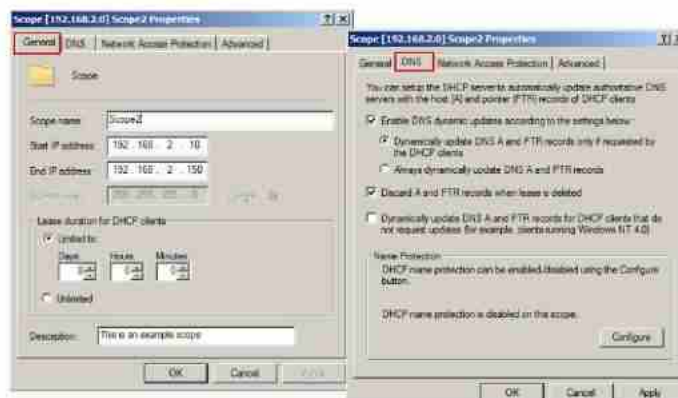 Scope [192.168.2.0] Scope2 Properties
General DNS Network Access Protection Advanced
Scope
Scope name: Scope2
Start IP address: 192 . 168 . 2 . 10
End IP address: 192 . 168 . 2 . 150
Lease duration for DHCP clients
Limited to:
Days: Hours: Minutes:
Unlimited
Description: This is an example scope
OK Cancel Apply
Scope [192.168.2.0] Scope2 Properties
General DNS Network Access Protection Advanced
You can setup the DHCP server to automatically update authoritative DNS
servers with the host (A) and pointer (PTR) records of DHCP clients
Enable DNS dynamic updates according to the settings below:
Dynamically update DNS A and PTR records only if requested by
the DHCP clients
Always dynamically update DNS A and PTR records
Discard A and PTR records when lease is deleted
Dynamically update DNS A and PTR records for DHCP clients that do
not request updates (for example, clients running Windows NT 4.0)
Name Protection
DHCP name protection can be enabled/disabled using the Configure
button.
DHCP name protection is disabled on this scope.
Configure
OK Cancel Apply